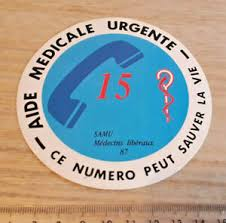 AIDE MEDICALE URGENTE —
15
SAMU
Médecins libéraux
87
CE NUMERO PEUT SAUVER LA VIE —